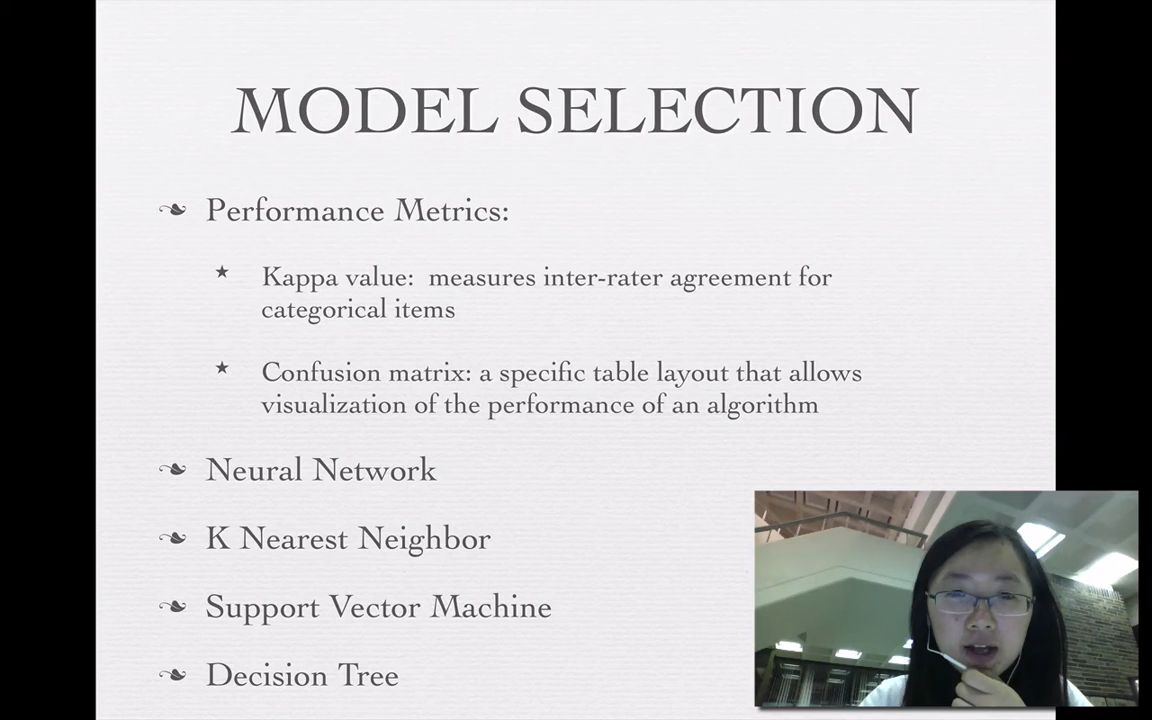 MODEL SELECTION
Performance Metrics:
Kappa value: measures inter-rater agreement for
categorical items
Confusion matrix: a specific table layout that allows
visualization of the performance of an algorithm
Neural Network
K Nearest Neighbor
Support Vector Machine
Decision Tree